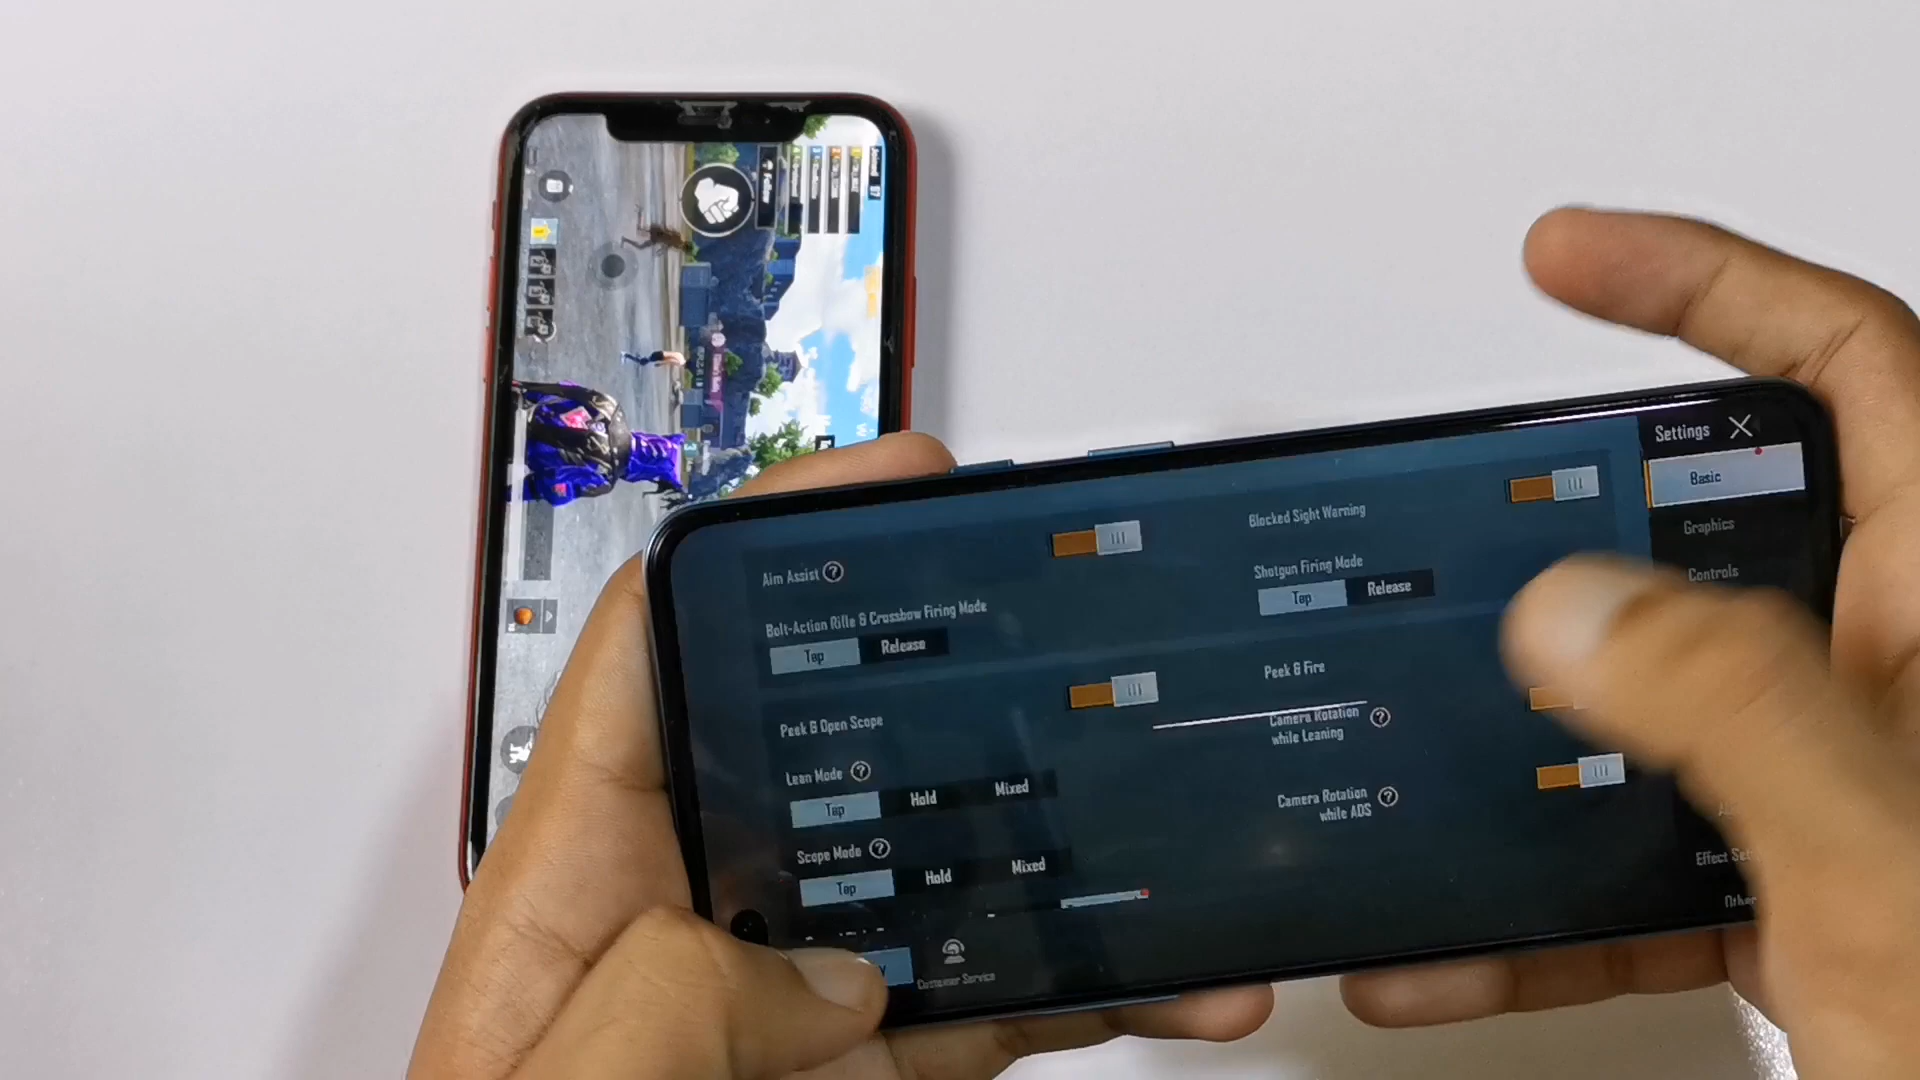 Settings
Basic
Graphics
Controls
Aim Assist ?
Blocked Sight Warning
Bolt-Action Rifle & Crossbow Firing Mode
Tap Release
Shotgun Firing Mode
Tap Release
Peek & Open Scope
Peek & Fire
Lean Mode ?
Tap Hold Mixed
Camera Rotation ?
while Leaning
Scope Mode ?
Tap Hold Mixed
Camera Rotation ?
while ADS
Customer Service
Effect
Follow